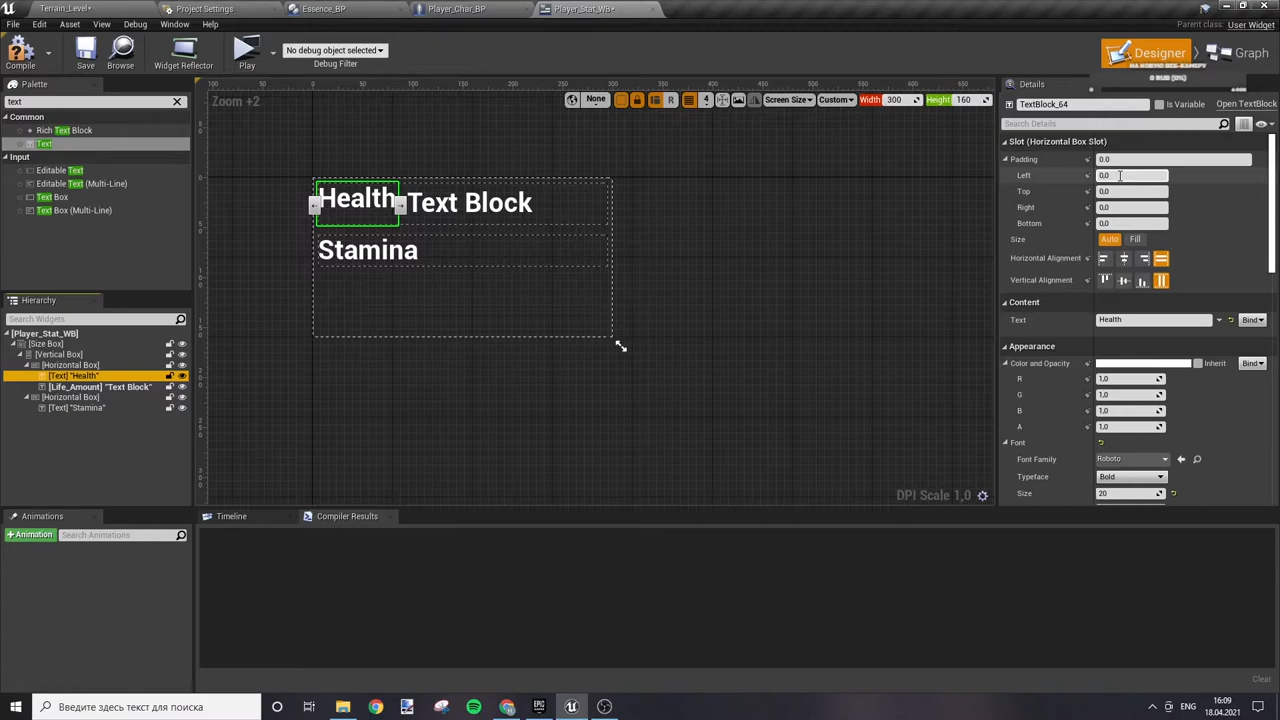 Terrain_Level*
Project Settings
Essence_BP
Player_Char_BP
Player_Stat_WB*
File
Edit
Asset
View
Debug
Window
Help
Parent class:
User Widget
Compile
Save
Browse
Widget Reflector
Play
No debug object selected
Debug Filter
Designer
Graph
Palette
text
Common
Rich Text Block
Text
Input
Editable Text
Editable Text (Multi-Line)
Text Box
Text Box (Multi-Line)
Hierarchy
Search Widgets
[Player_Stat_WB]
[Size Box]
[Vertical Box]
[Horizontal Box]
[Text] "Health"
[Life_Amount] "Text Block"
[Horizontal Box]
[Text] "Stamina"
Animations
+Animation
Search Animations
Zoom +2
None
R
4
Screen Size
Custom
Width
300
Height
160
Health
Text Block
Stamina
DPI Scale 1,0
Timeline
Compiler Results
Clear
Details
TextBlock_64
Is Variable
Open TextBlock
Search Details
Slot (Horizontal Box Slot)
Padding
0.0
Left
0,0
Top
0,0
Right
0,0
Bottom
0,0
Size
Auto
Fill
Horizontal Alignment
Vertical Alignment
Content
Text
Health
Bind
Appearance
Color and Opacity
Inherit
Bind
R
1,0
G
1,0
B
1,0
A
1,0
Font
Font Family
Roboto
Typeface
Bold
Size
20
Введите здесь текст для поиска
ENG
16:09
18.04.2021